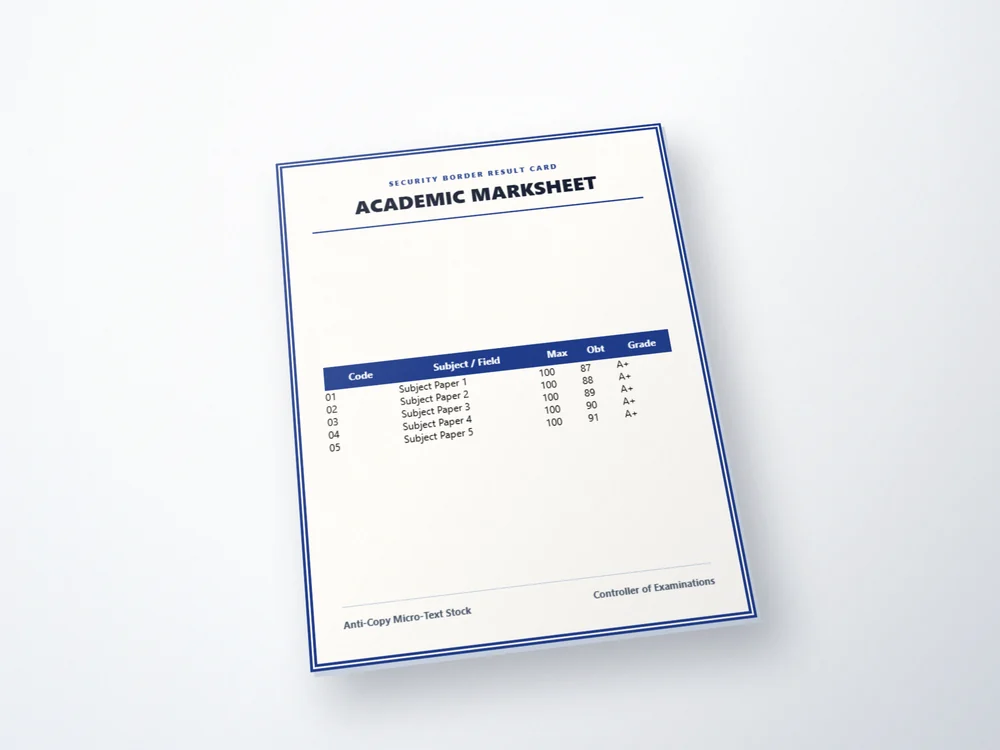 SECURITY BORDER RESULT CARD
ACADEMIC MARKSHEET
Code Subject / Field Max Obt Grade
01 Subject Paper 1 100 87 A+
02 Subject Paper 2 100 88 A+
03 Subject Paper 3 100 89 A+
04 Subject Paper 4 100 90 A+
05 Subject Paper 5 100 91 A+
Anti-Copy Micro-Text Stock Controller of Examinations